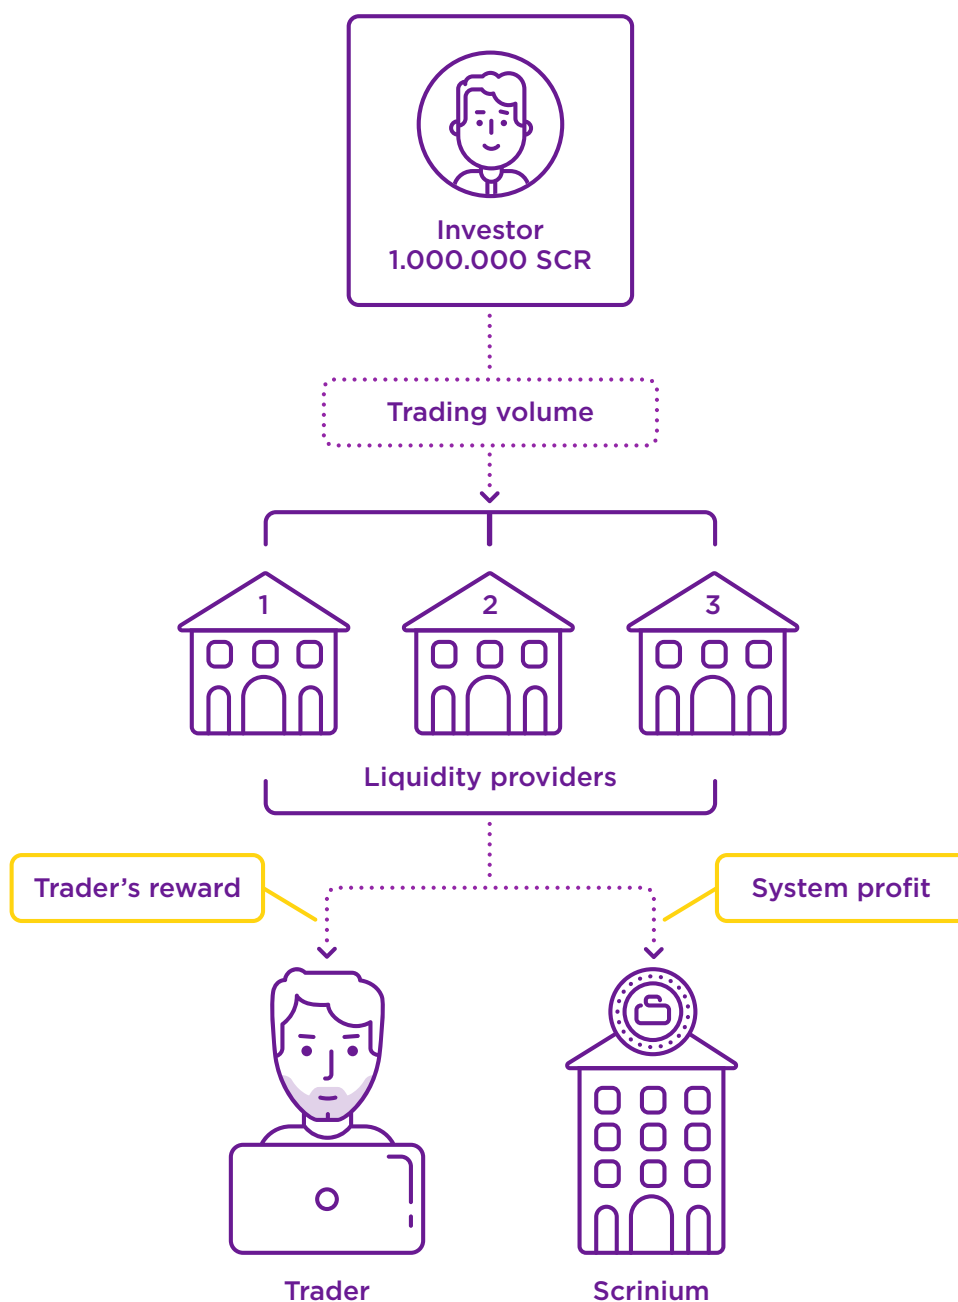 Investor
1.000.000 SCR
Trading volume
1
2
3
Liquidity providers
Trader’s reward
System profit
Trader
Scrinium